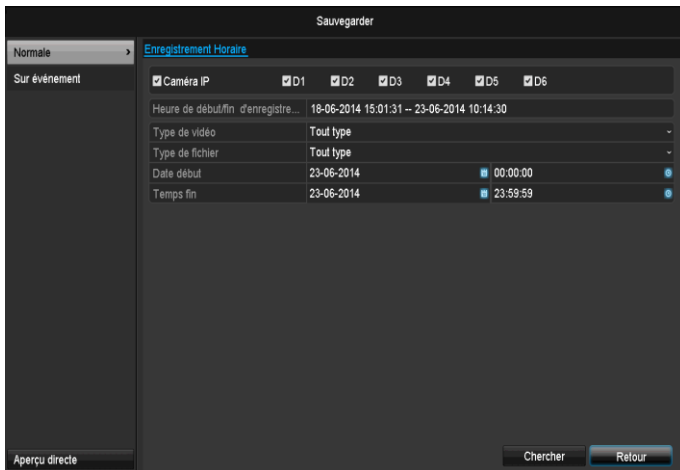 Sauvegarder
Normale
Sur événement
Aperçu directe
Enregistrement Horaire
Caméra IP D1 D2 D3 D4 D5 D6
Heure de début/fin d'enregistre... 18-06-2014 15:01:31 -- 23-06-2014 10:14:30
Type de vidéo Tout type
Type de fichier Tout type
Date début 23-06-2014 00:00:00
Temps fin 23-06-2014 23:59:59
Chercher Retour